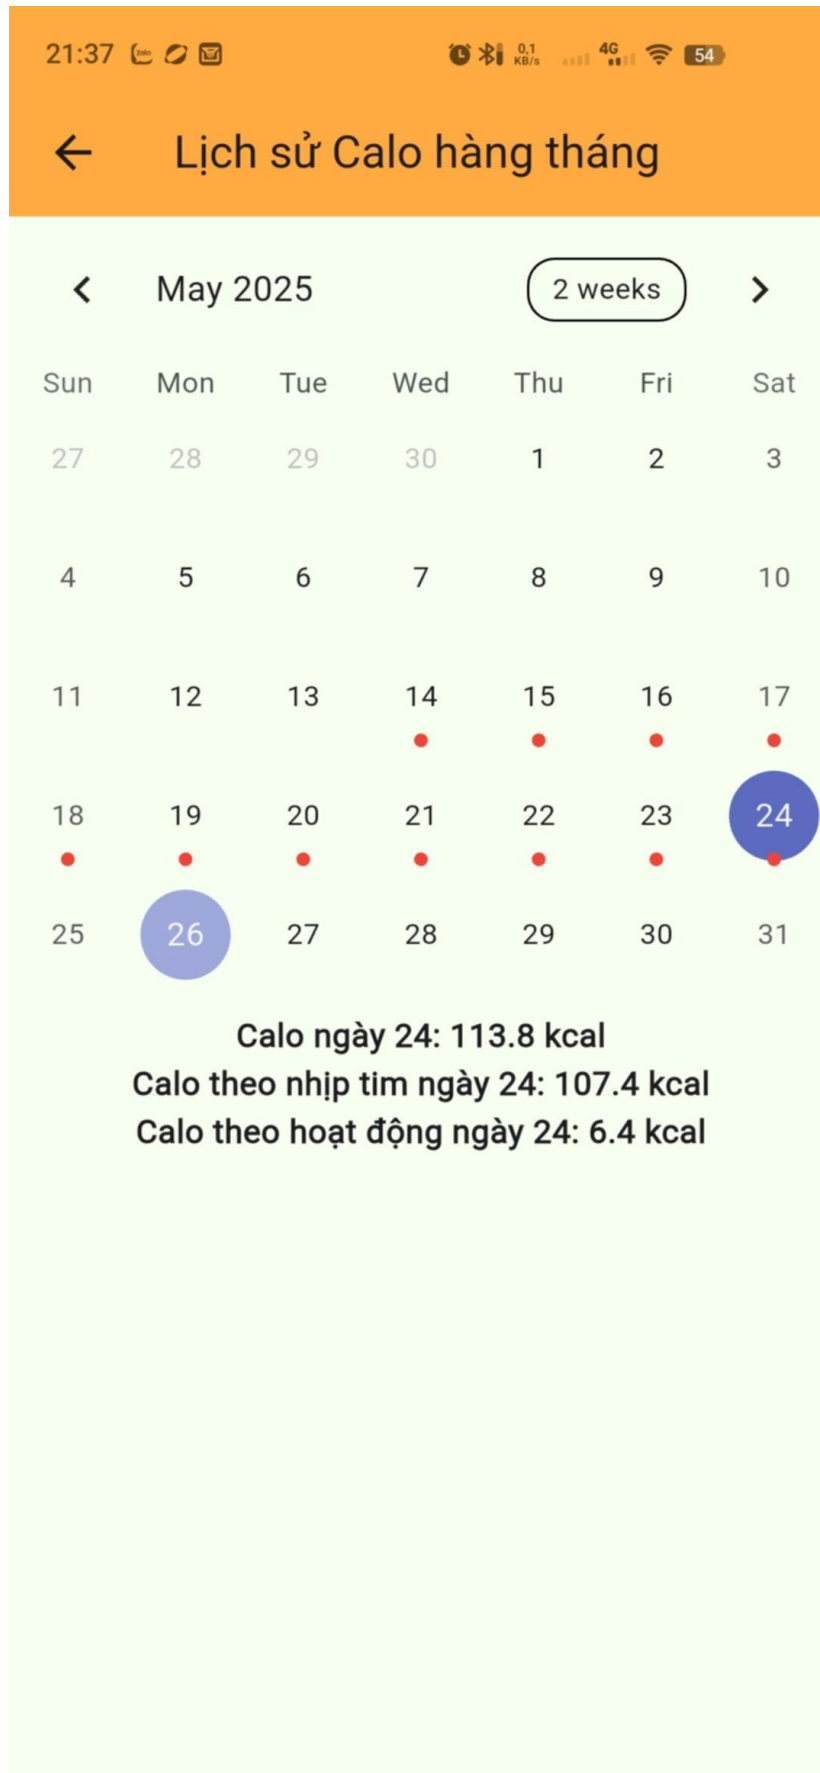 21:37 zalo 0,1 KB/s 4G 54
Lịch sử Calo hàng tháng
May 2025 2 weeks
Sun Mon Tue Wed Thu Fri Sat
27 28 29 30 1 2 3
4 5 6 7 8 9 10
11 12 13 14 15 16 17
18 19 20 21 22 23 24
25 26 27 28 29 30 31
Calo ngày 24: 113.8 kcal
Calo theo nhịp tim ngày 24: 107.4 kcal
Calo theo hoạt động ngày 24: 6.4 kcal